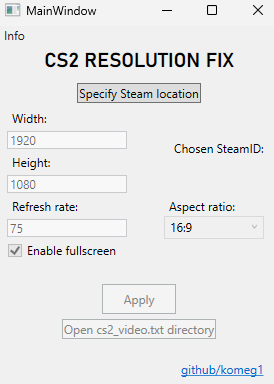 MainWindow
Info
CS2 RESOLUTION FIX
Specify Steam location
Width:
1920
Chosen SteamID:
Height:
1080
Refresh rate:
Aspect ratio:
75
16:9
Enable fullscreen
Apply
Open cs2_video.txt directory
github/komeg1